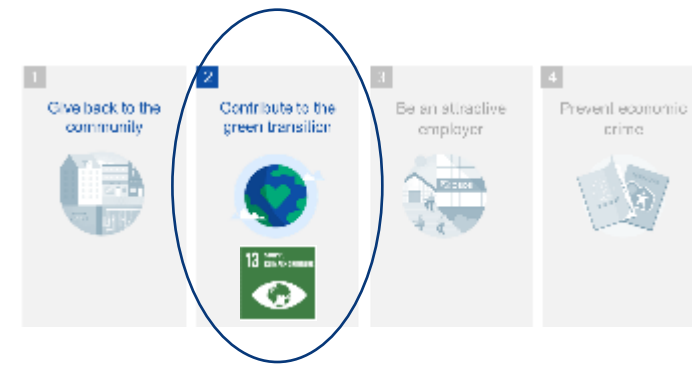 1
Give back to the
community
2
Contribute to the
green transition
13
3
Be an attractive
employer
4
Prevent economic
crime